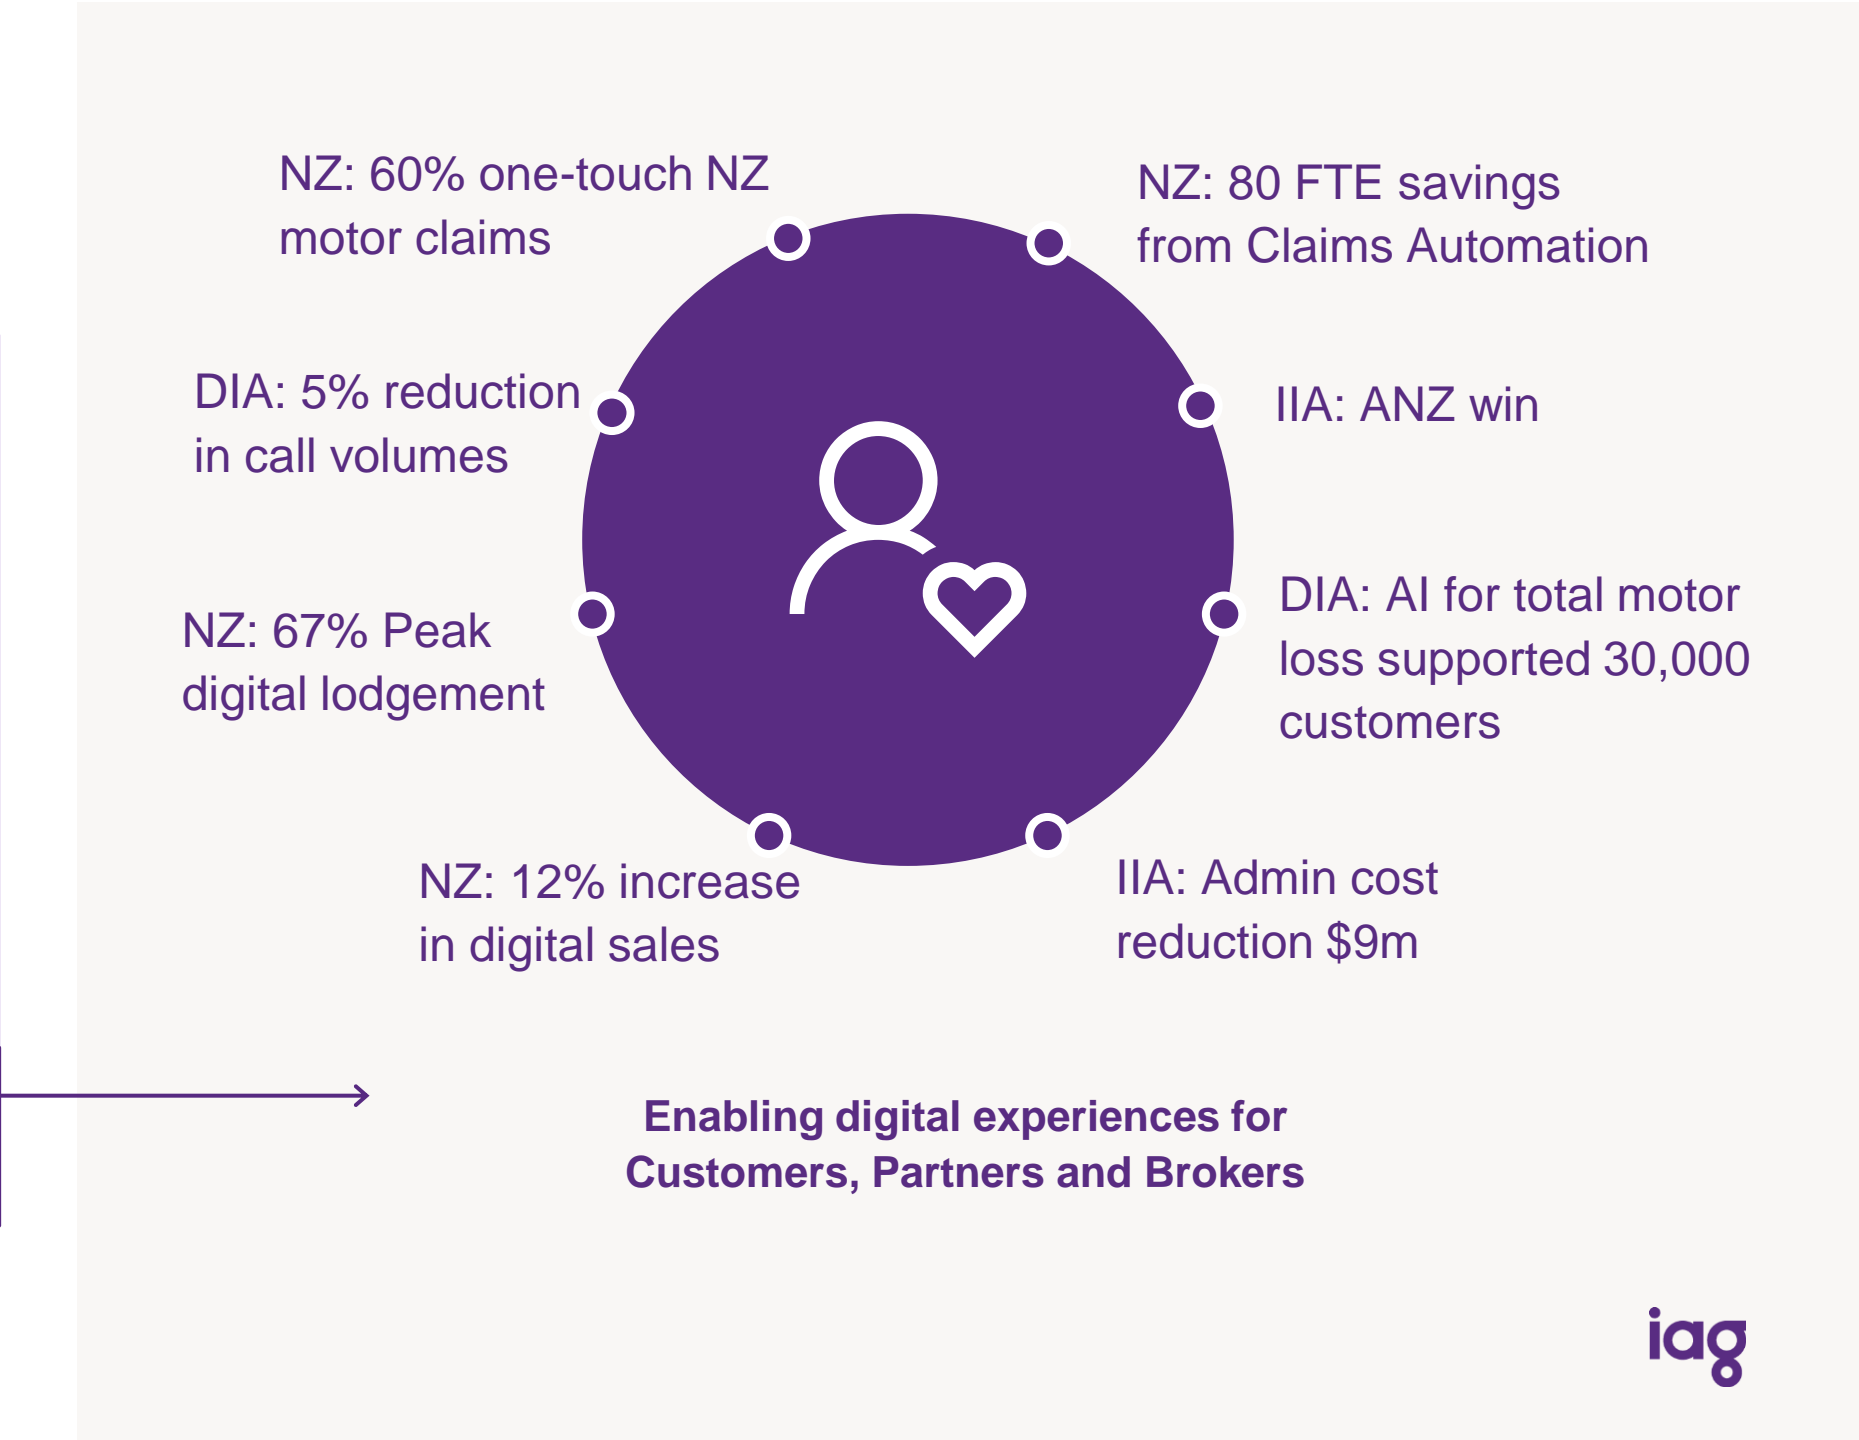 NZ: 60% one-touch NZ
motor claims
NZ: 80 FTE savings
from Claims Automation
DIA: 5% reduction
in call volumes
IIA: ANZ win
NZ: 67% Peak
digital lodgement
DIA: AI for total motor
loss supported 30,000
customers
NZ: 12% increase
in digital sales
IIA: Admin cost
reduction $9m
Enabling digital experiences for
Customers, Partners and Brokers
iag